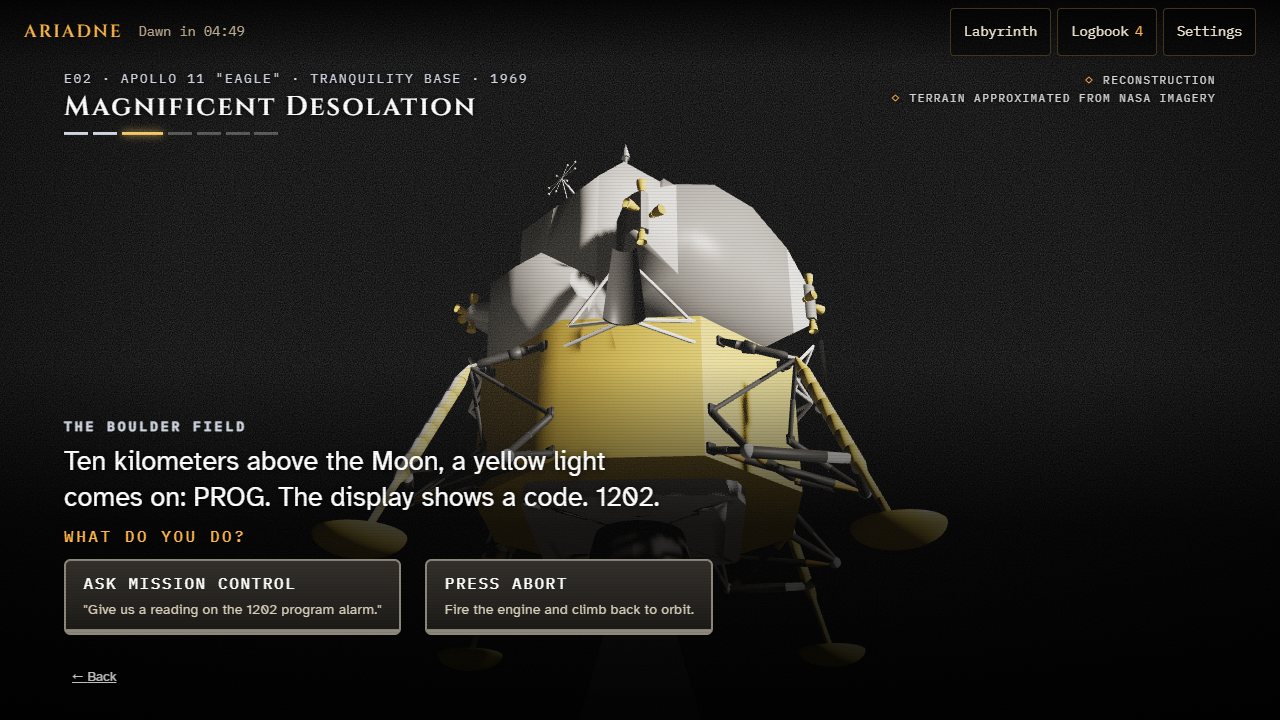 ARIADNE Dawn in 04:49
Labyrinth
Logbook 4
Settings
E02 · APOLLO 11 "EAGLE" · TRANQUILITY BASE · 1969
Magnificent Desolation
◇ RECONSTRUCTION
◇ TERRAIN APPROXIMATED FROM NASA IMAGERY
THE BOULDER FIELD
Ten kilometers above the Moon, a yellow light
comes on: PROG. The display shows a code. 1202.
WHAT DO YOU DO?
ASK MISSION CONTROL
"Give us a reading on the 1202 program alarm."
PRESS ABORT
Fire the engine and climb back to orbit.
← Back